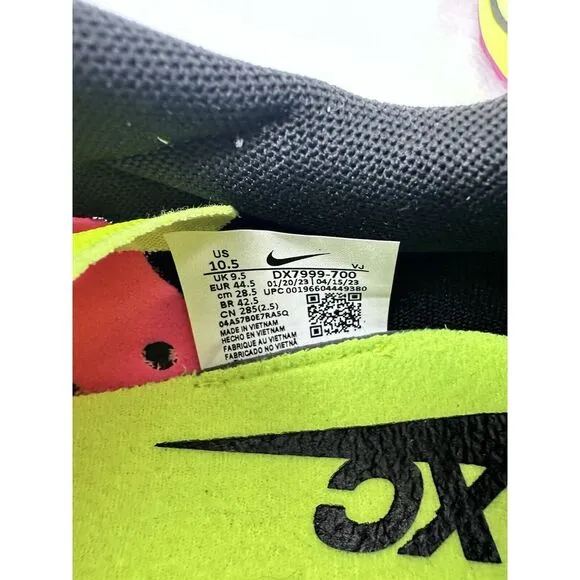 US
10.5
UK 9.5
EUR 44.5
cm 28.5
BR 42.5
CN 285(2.5)
04A57B0E7RA5Q
MADE IN VIETNAM
HECHO EN VIETNAM
FABRIQUE AU VIETNAM
FABRICADO NO VIETNÃ
VJ
DX7999-700
01/20/23 | 04/15/23
UPC 00196604449380
XC